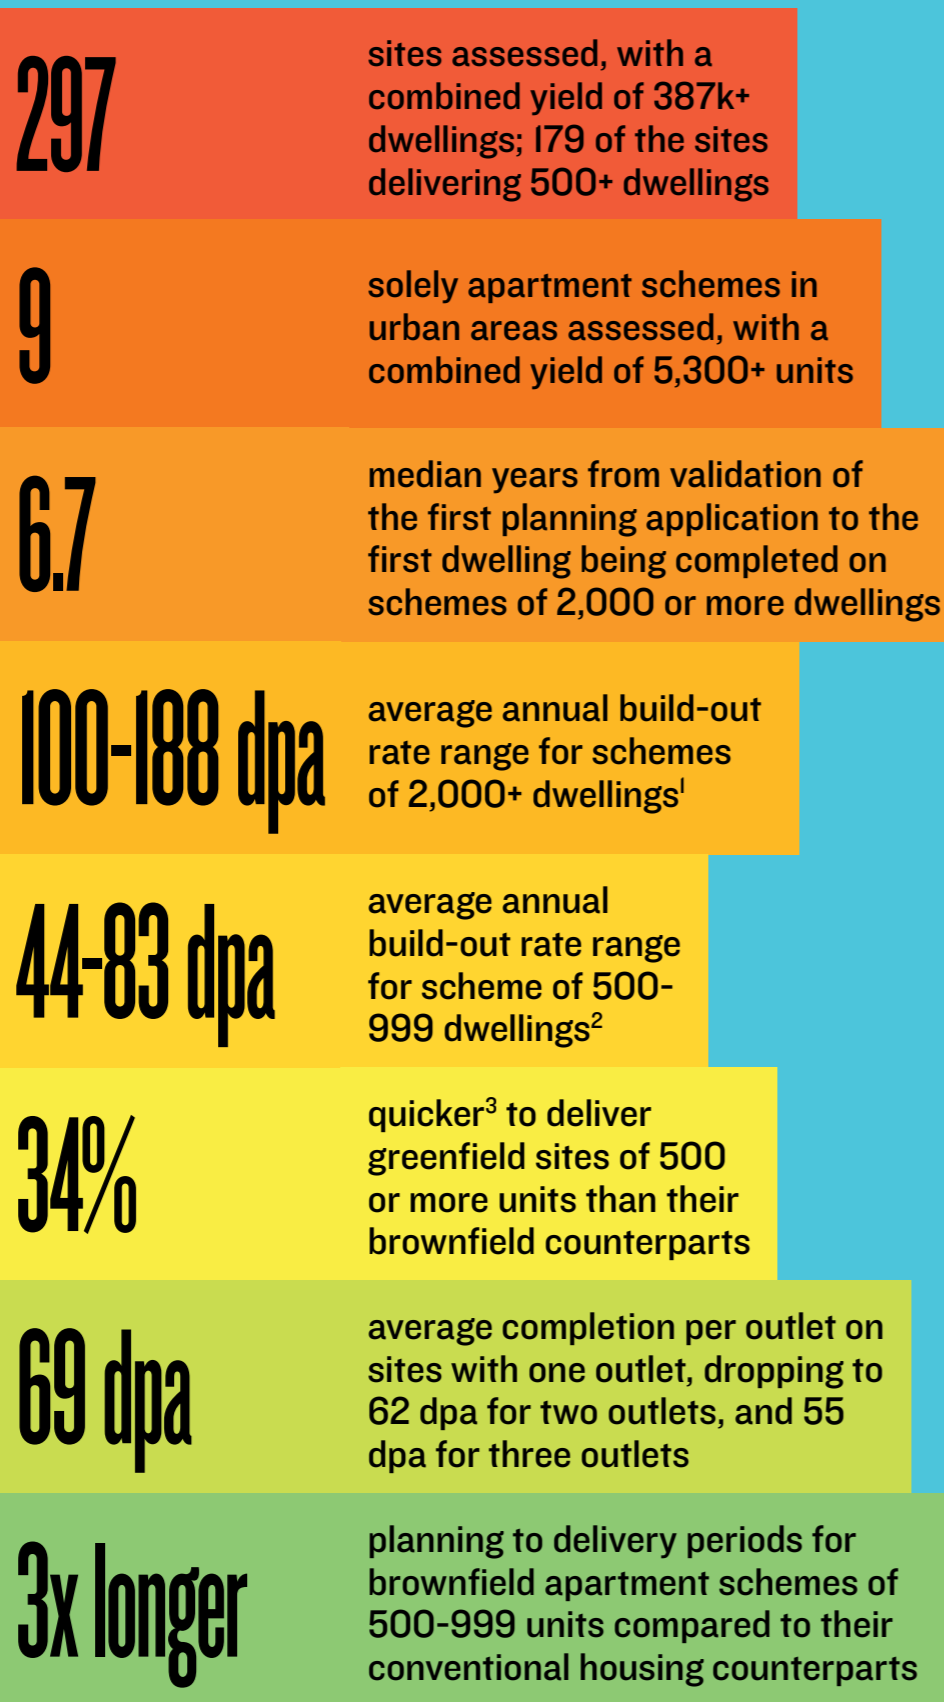 297
sites assessed, with a
combined yield of 387k+
dwellings; 179 of the sites
delivering 500+ dwellings
9
solely apartment schemes in
urban areas assessed, with a
combined yield of 5,300+ units
6.7
median years from validation of
the first planning application to the
first dwelling being completed on
schemes of 2,000 or more dwellings
100-188 dpa
average annual build-out
rate range for schemes
of 2,000+ dwellings¹
44-83 dpa
average annual
build-out rate range
for scheme of 500-
999 dwellings²
34%
quicker³ to deliver
greenfield sites of 500
or more units than their
brownfield counterparts
69 dpa
average completion per outlet on
sites with one outlet, dropping to
62 dpa for two outlets, and 55
dpa for three outlets
3x longer
planning to delivery periods for
brownfield apartment schemes of
500-999 units compared to their
conventional housing counterparts